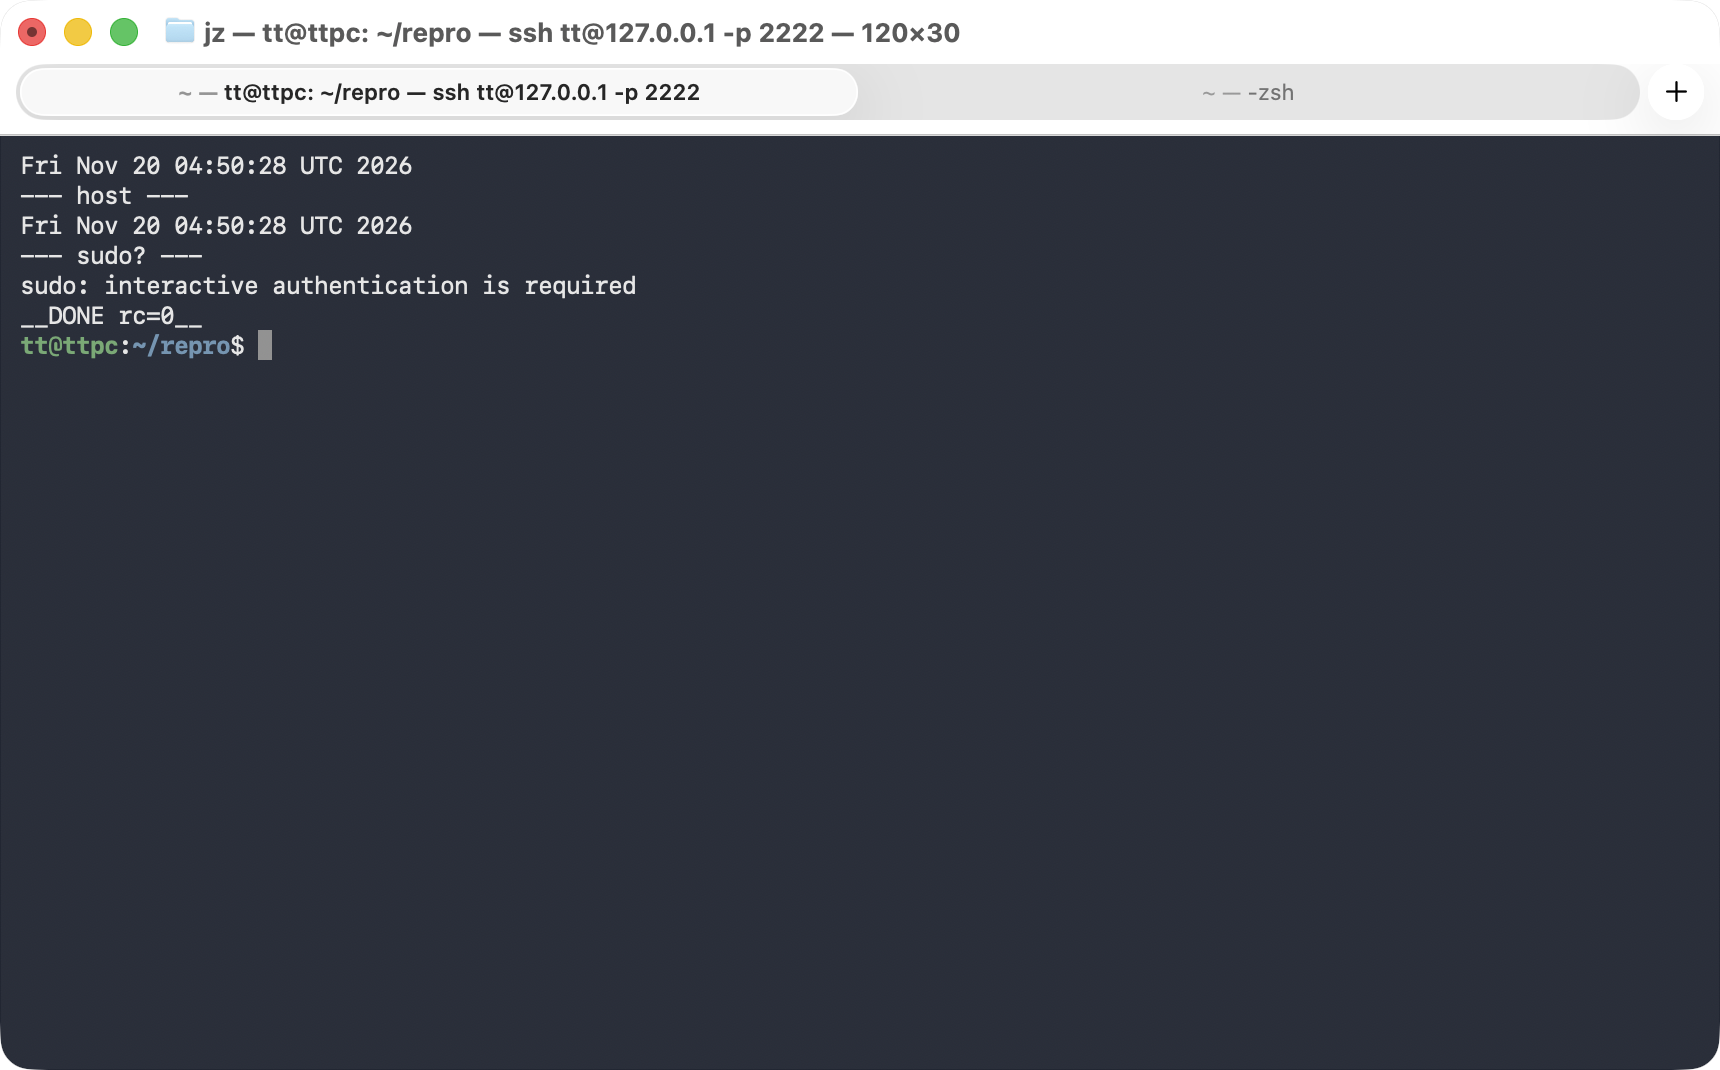 jz — tt@ttpc: ~/repro — ssh tt@127.0.0.1 -p 2222 — 120×30
~ — tt@ttpc: ~/repro — ssh tt@127.0.0.1 -p 2222
~ — -zsh
+
Fri Nov 20 04:50:28 UTC 2026
--- host ---
Fri Nov 20 04:50:28 UTC 2026
--- sudo? ---
sudo: interactive authentication is required
__DONE rc=0__
tt@ttpc:~/repro$